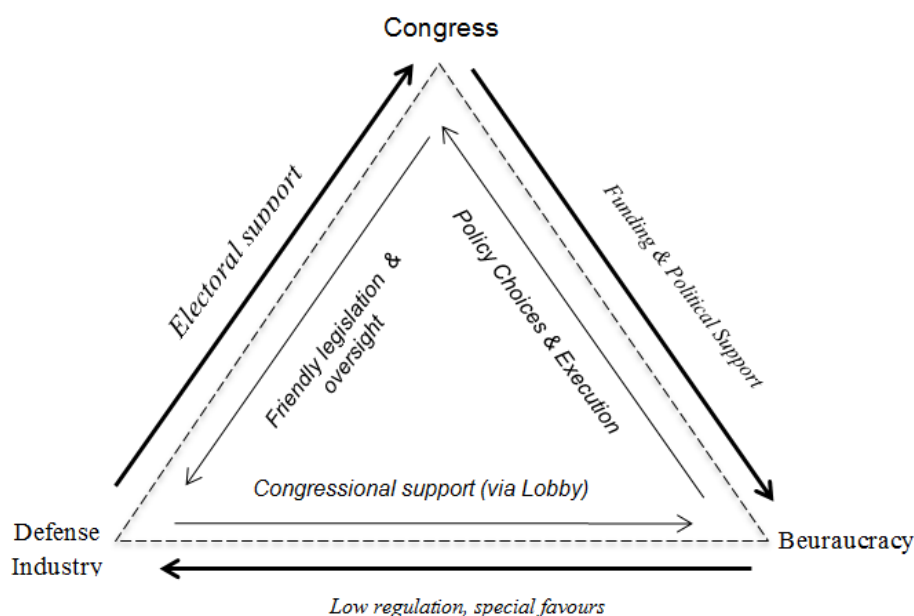 Congress
Electoral support
Friendly legislation &
oversight
Policy Choices & Execution
Funding & Political Support
Congressional support (via Lobby)
Defense
Industry
Beuraucracy
Low regulation, special favours